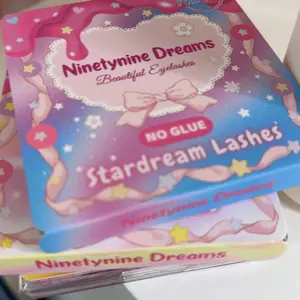 Ninetynine Dreams
Beautiful Eyelashes
NO GLUE
Stardream Lashes
Ninetynine Dreams
Ninetynine Dreams